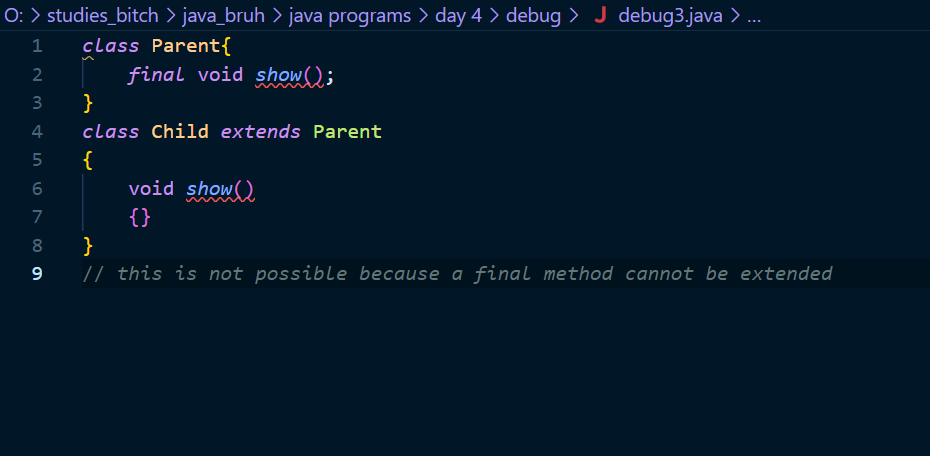 O: > studies_bitch > java_bruh > java programs > day 4 > debug > J debug3.java > ...
1 class Parent{
2 final void show();
3 }
4 class Child extends Parent
5 {
6 void show()
7 {}
8 }
9 // this is not possible because a final method cannot be extended